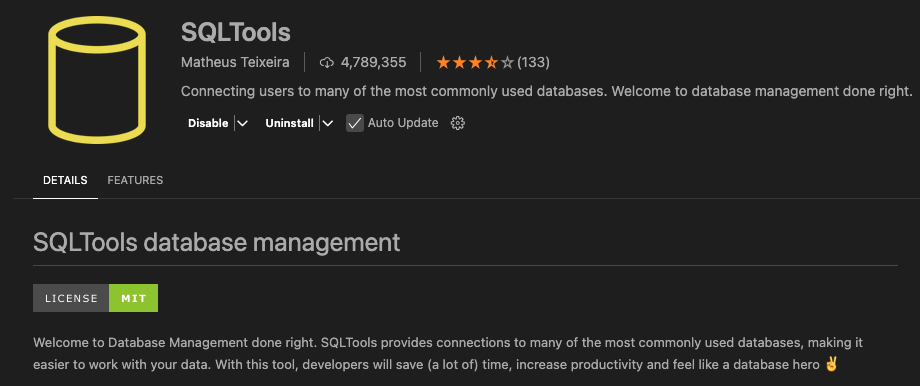 SQLTools
Matheus Teixeira 4,789,355 (133)
Connecting users to many of the most commonly used databases. Welcome to database management done right.
Disable Uninstall Auto Update
DETAILS FEATURES
SQLTools database management
LICENSE MIT
Welcome to Database Management done right. SQLTools provides connections to many of the most commonly used databases, making it
easier to work with your data. With this tool, developers will save (a lot of) time, increase productivity and feel like a database hero ✌️